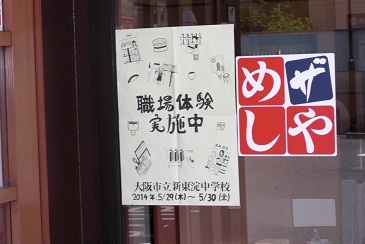 職場体験
実施中
大阪市立新東淀中学校
2014年.5/29(木)～5/30(金)
ザ
めし
や